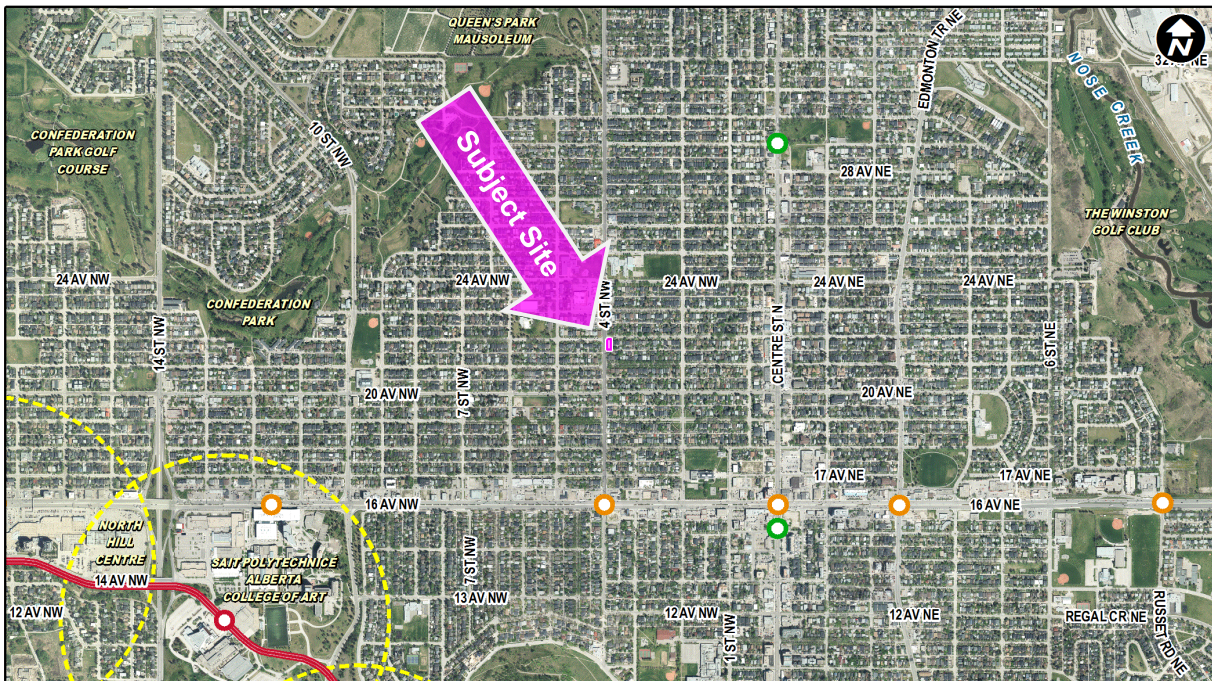 QUEEN'S PARK
MAUSOLEUM
N
32 AV NE
EDMONTON TR NE
NOSE CREEK
CONFEDERATION
PARK GOLF
COURSE
10 ST NW
Subject Site
28 AV NE
THE WINSTON
GOLF CLUB
24 AV NW
24 AV NW
24 AV NW
24 AV NE
24 AV NE
CONFEDERATION
PARK
4 ST NW
14 ST NW
CENTRE ST N
6 ST NE
7 ST NW
20 AV NW
20 AV NE
17 AV NE
17 AV NE
16 AV NW
16 AV NE
NORTH
HILL
CENTRE
SAIT POLYTECHNICE
ALBERTA
COLLEGE OF ART
7 ST NW
14 AV NW
13 AV NW
12 AV NW
12 AV NW
1 ST NW
12 AV NE
REGAL CR NE
RUSSET RD NE